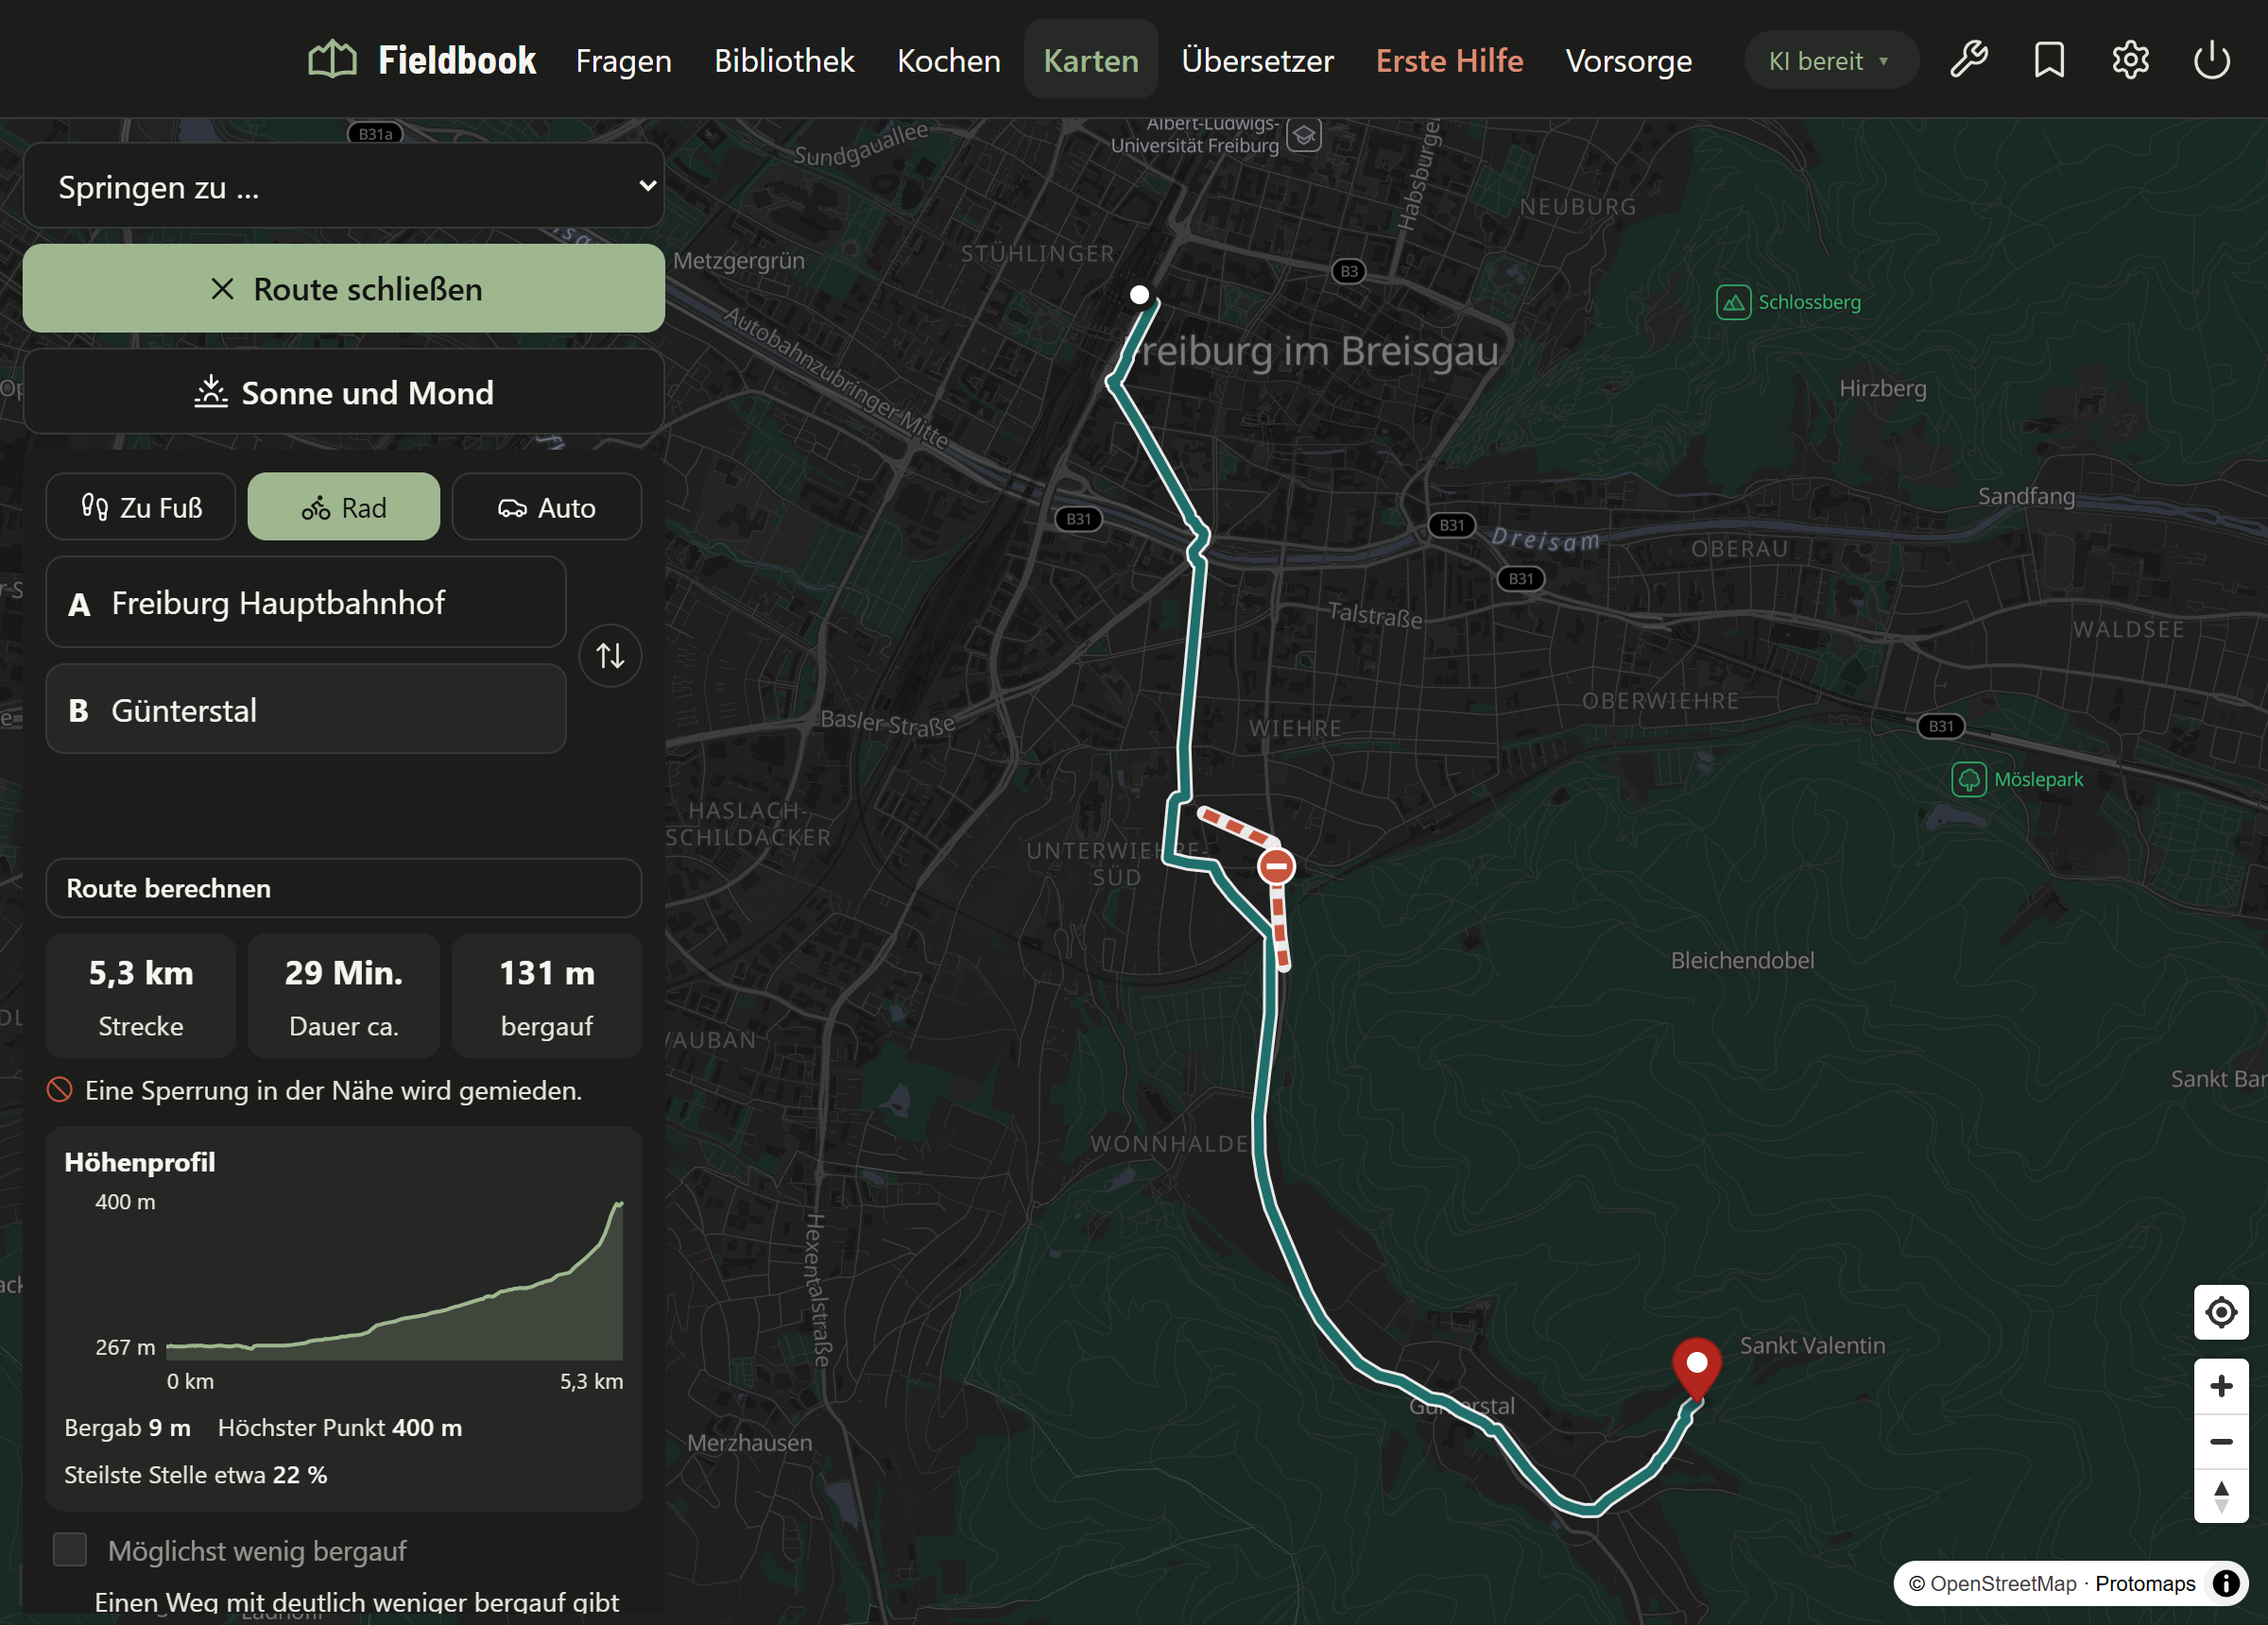 Fieldbook
Fragen
Bibliothek
Kochen
Karten
Übersetzer
Erste Hilfe
Vorsorge
KI bereit
Springen zu ...
Route schließen
Sonne und Mond
Zu Fuß
Rad
Auto
A Freiburg Hauptbahnhof
B Günterstal
Route berechnen
5,3 km
Strecke
29 Min.
Dauer ca.
131 m
bergauf
Eine Sperrung in der Nähe wird gemieden.
Höhenprofil
400 m
267 m
0 km
5,3 km
Bergab 9 m Höchster Punkt 400 m
Steilste Stelle etwa 22 %
Möglichst wenig bergauf
Einen Weg mit deutlich weniger bergauf gibt
B31a
Sundgauallee
Albert-Ludwigs-
Universität Freiburg
NEUBURG
STÜHLINGER
Metzgergrün
B3
Schlossberg
reiburg im Breisgau
Autobahnzubringer Mitte
Hirzberg
Sandfang
B31
B31
Dreisam
OBERAU
B31
Talstraße
WALDSEE
Basler Straße
WIEHRE
OBERWIEHRE
B31
Möslepark
HASLACH-
SCHILDACKER
UNTERWIEHRE-
SÜD
Bleichendobel
VAUBAN
Sankt Bar
WONNHALDE
Hexentalstraße
Sankt Valentin
Merzhausen
© OpenStreetMap · Protomaps